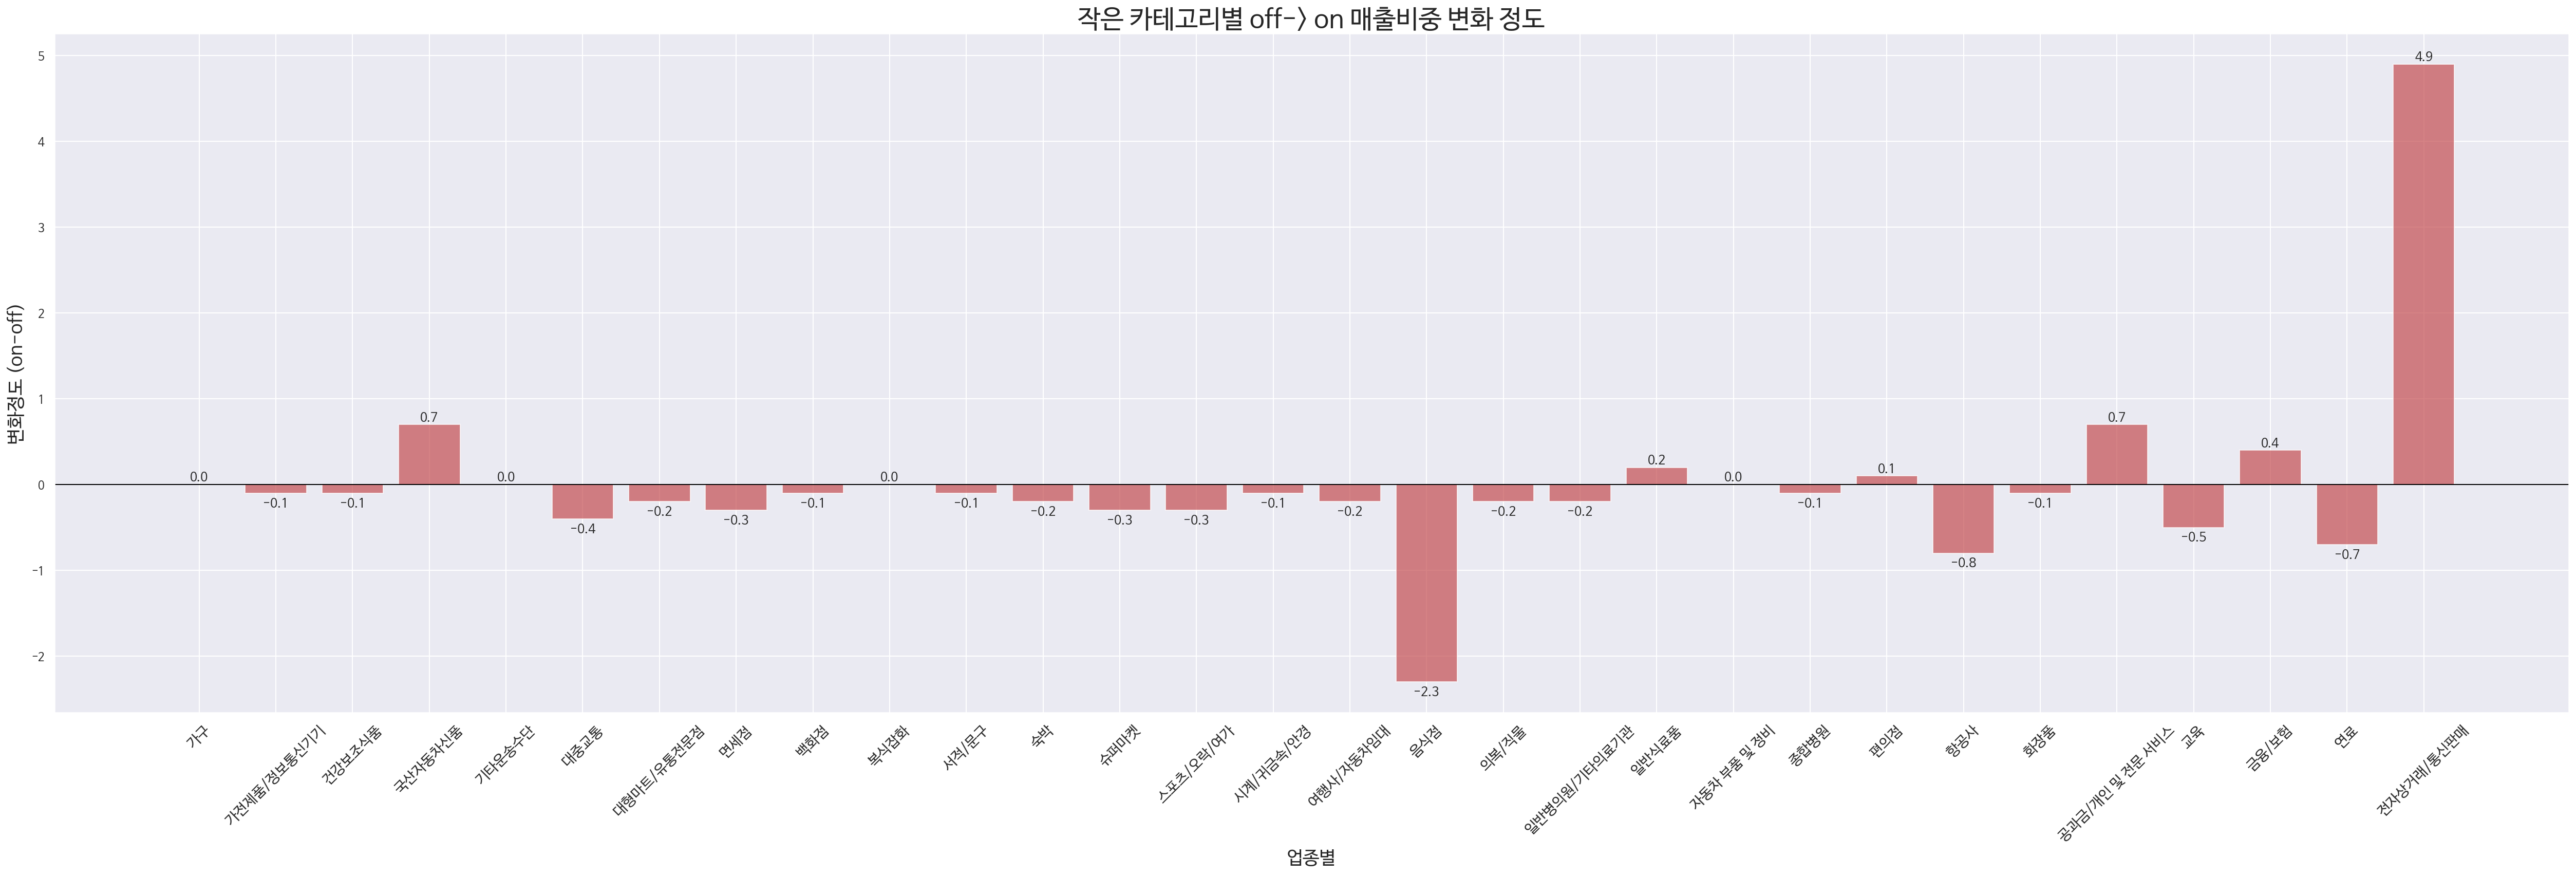 작은 카테고리별 off-> on 매출비중 변화 정도
변화정도 (on-off)
5
4
3
2
1
0
-1
-2
0.0
-0.1
-0.1
0.7
0.0
-0.4
-0.2
-0.3
-0.1
0.0
-0.1
-0.2
-0.3
-0.3
-0.1
-0.2
-2.3
-0.2
-0.2
0.2
0.0
-0.1
0.1
-0.8
-0.1
0.7
-0.5
0.4
-0.7
4.9
가구
가전제품/정보통신기기
건강보조식품
국산자동차신품
기타운송수단
대중교통
대형마트/유통전문점
면세점
백화점
복식잡화
서적/문구
숙박
슈퍼마켓
스포츠/오락/여가
시계/귀금속/안경
여행사/자동차임대
음식점
의복/직물
일반병의원/기타의료기관
일반식료품
자동차 부품 및 정비
종합병원
편의점
항공사
화장품
공과금/개인 및 전문 서비스
교육
금융/보험
연료
전자상거래/통신판매
업종별